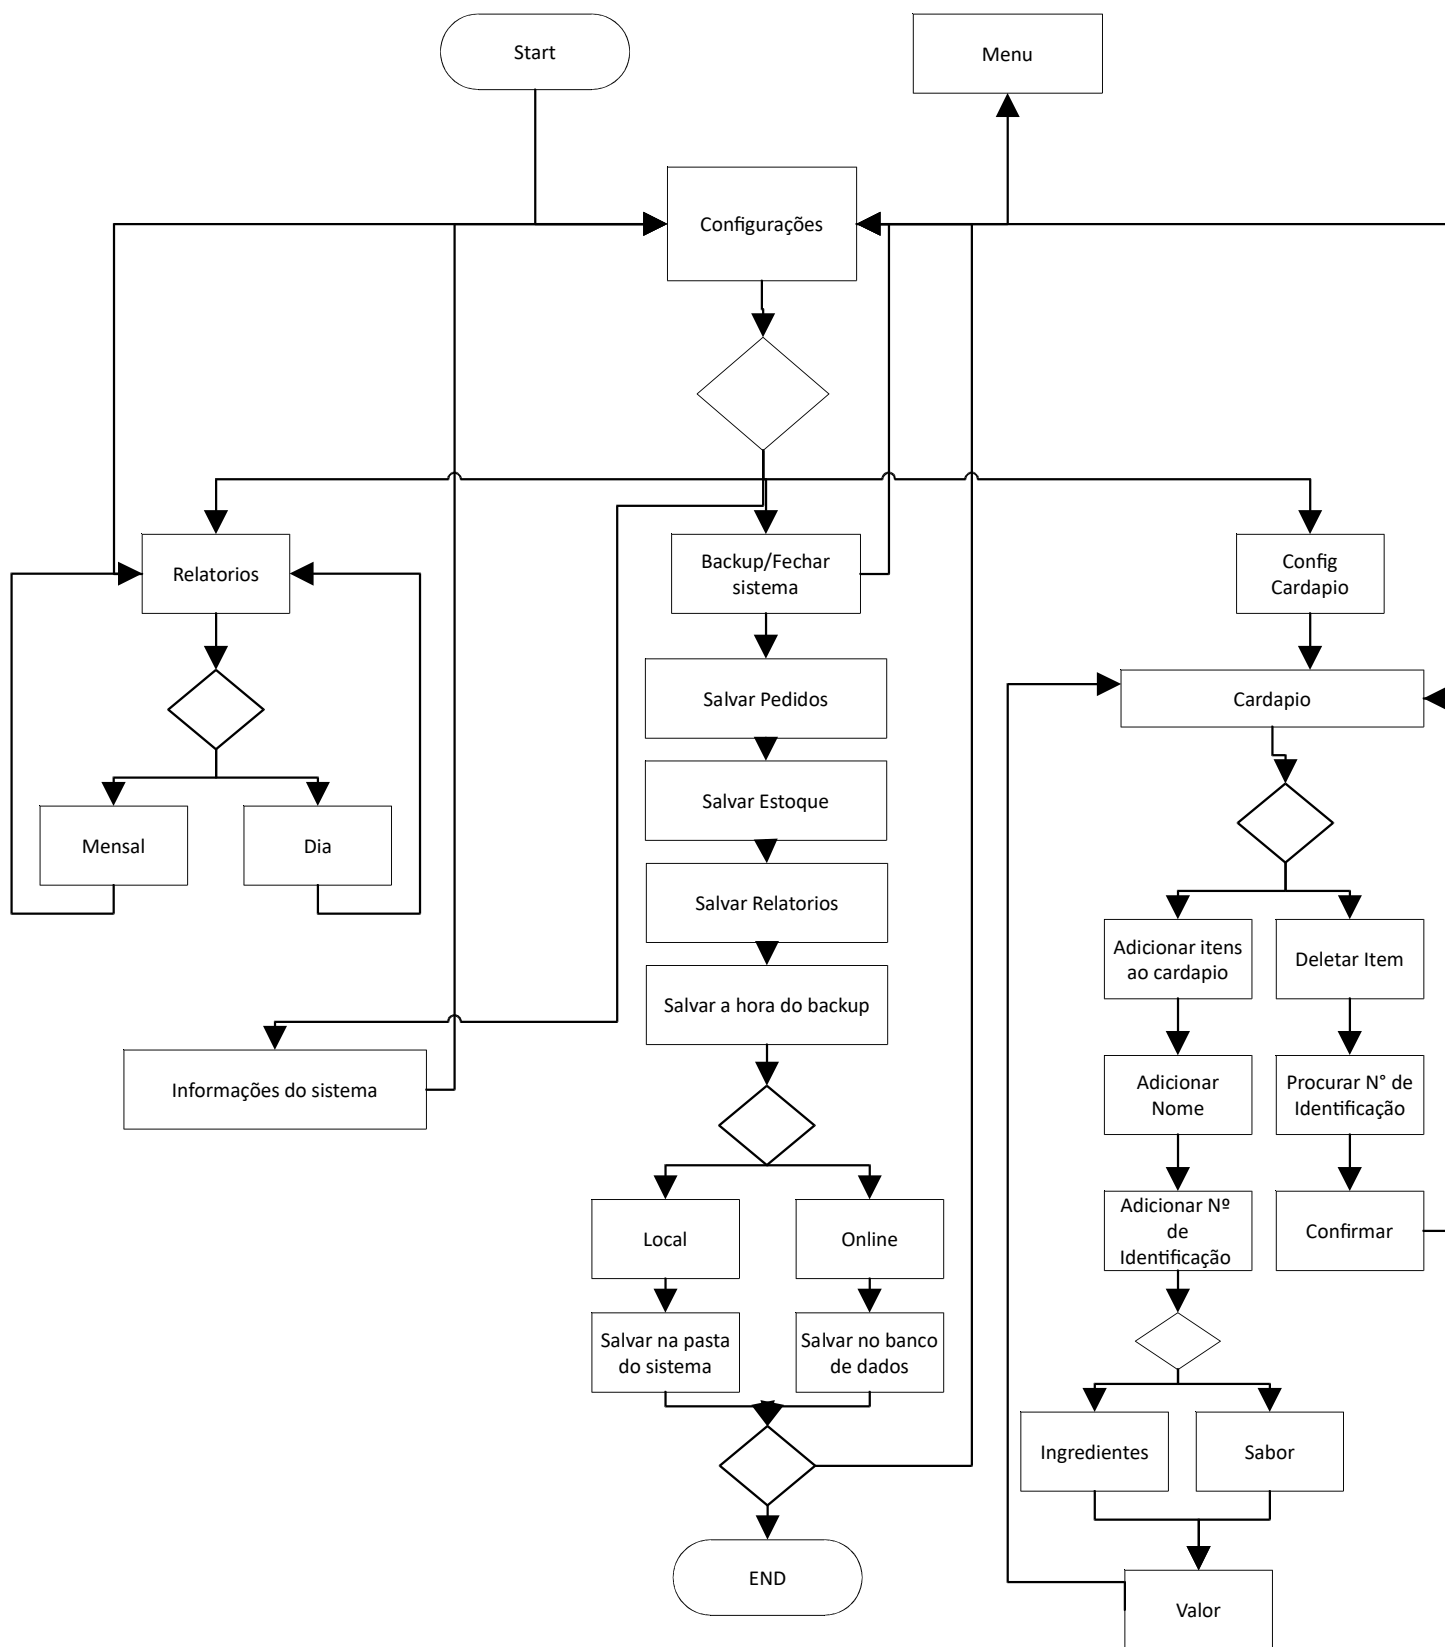 Start
Menu
Configurações
Relatorios
Backup/Fechar
sistema
Config
Cardapio
Salvar Pedidos
Cardapio
Salvar Estoque
Mensal
Dia
Salvar Relatorios
Adicionar itens
ao cardapio
Deletar Item
Salvar a hora do backup
Informações do sistema
Adicionar
Nome
Procurar N° de
Identificação
Local
Online
Adicionar Nº
de
Identificação
Confirmar
Salvar na pasta
do sistema
Salvar no banco
de dados
Ingredientes
Sabor
END
Valor